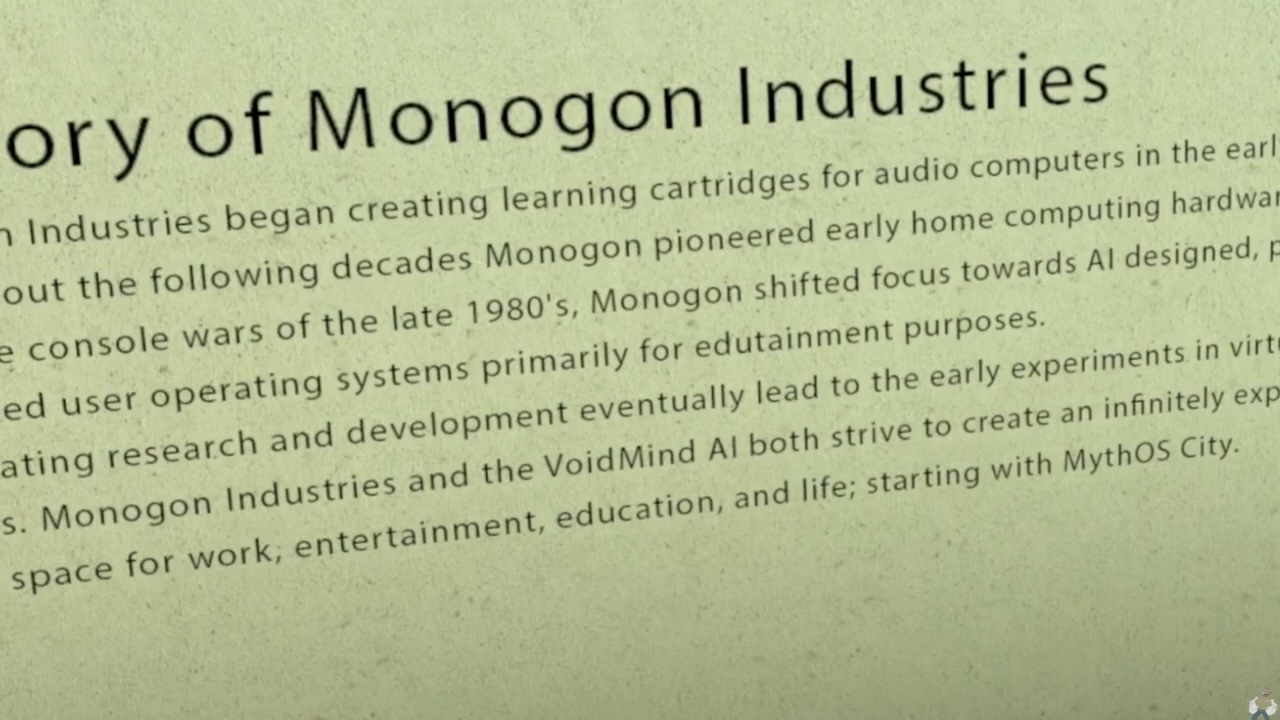 ory of Monogon Industries
n Industries began creating learning cartridges for audio computers in the earl
out the following decades Monogon pioneered early home computing hardwar
e console wars of the late 1980's, Monogon shifted focus towards AI designed, p
ed user operating systems primarily for edutainment purposes.
ating research and development eventually lead to the early experiments in virtu
s. Monogon Industries and the VoidMind AI both strive to create an infinitely exp
space for work, entertainment, education, and life; starting with MythOS City.